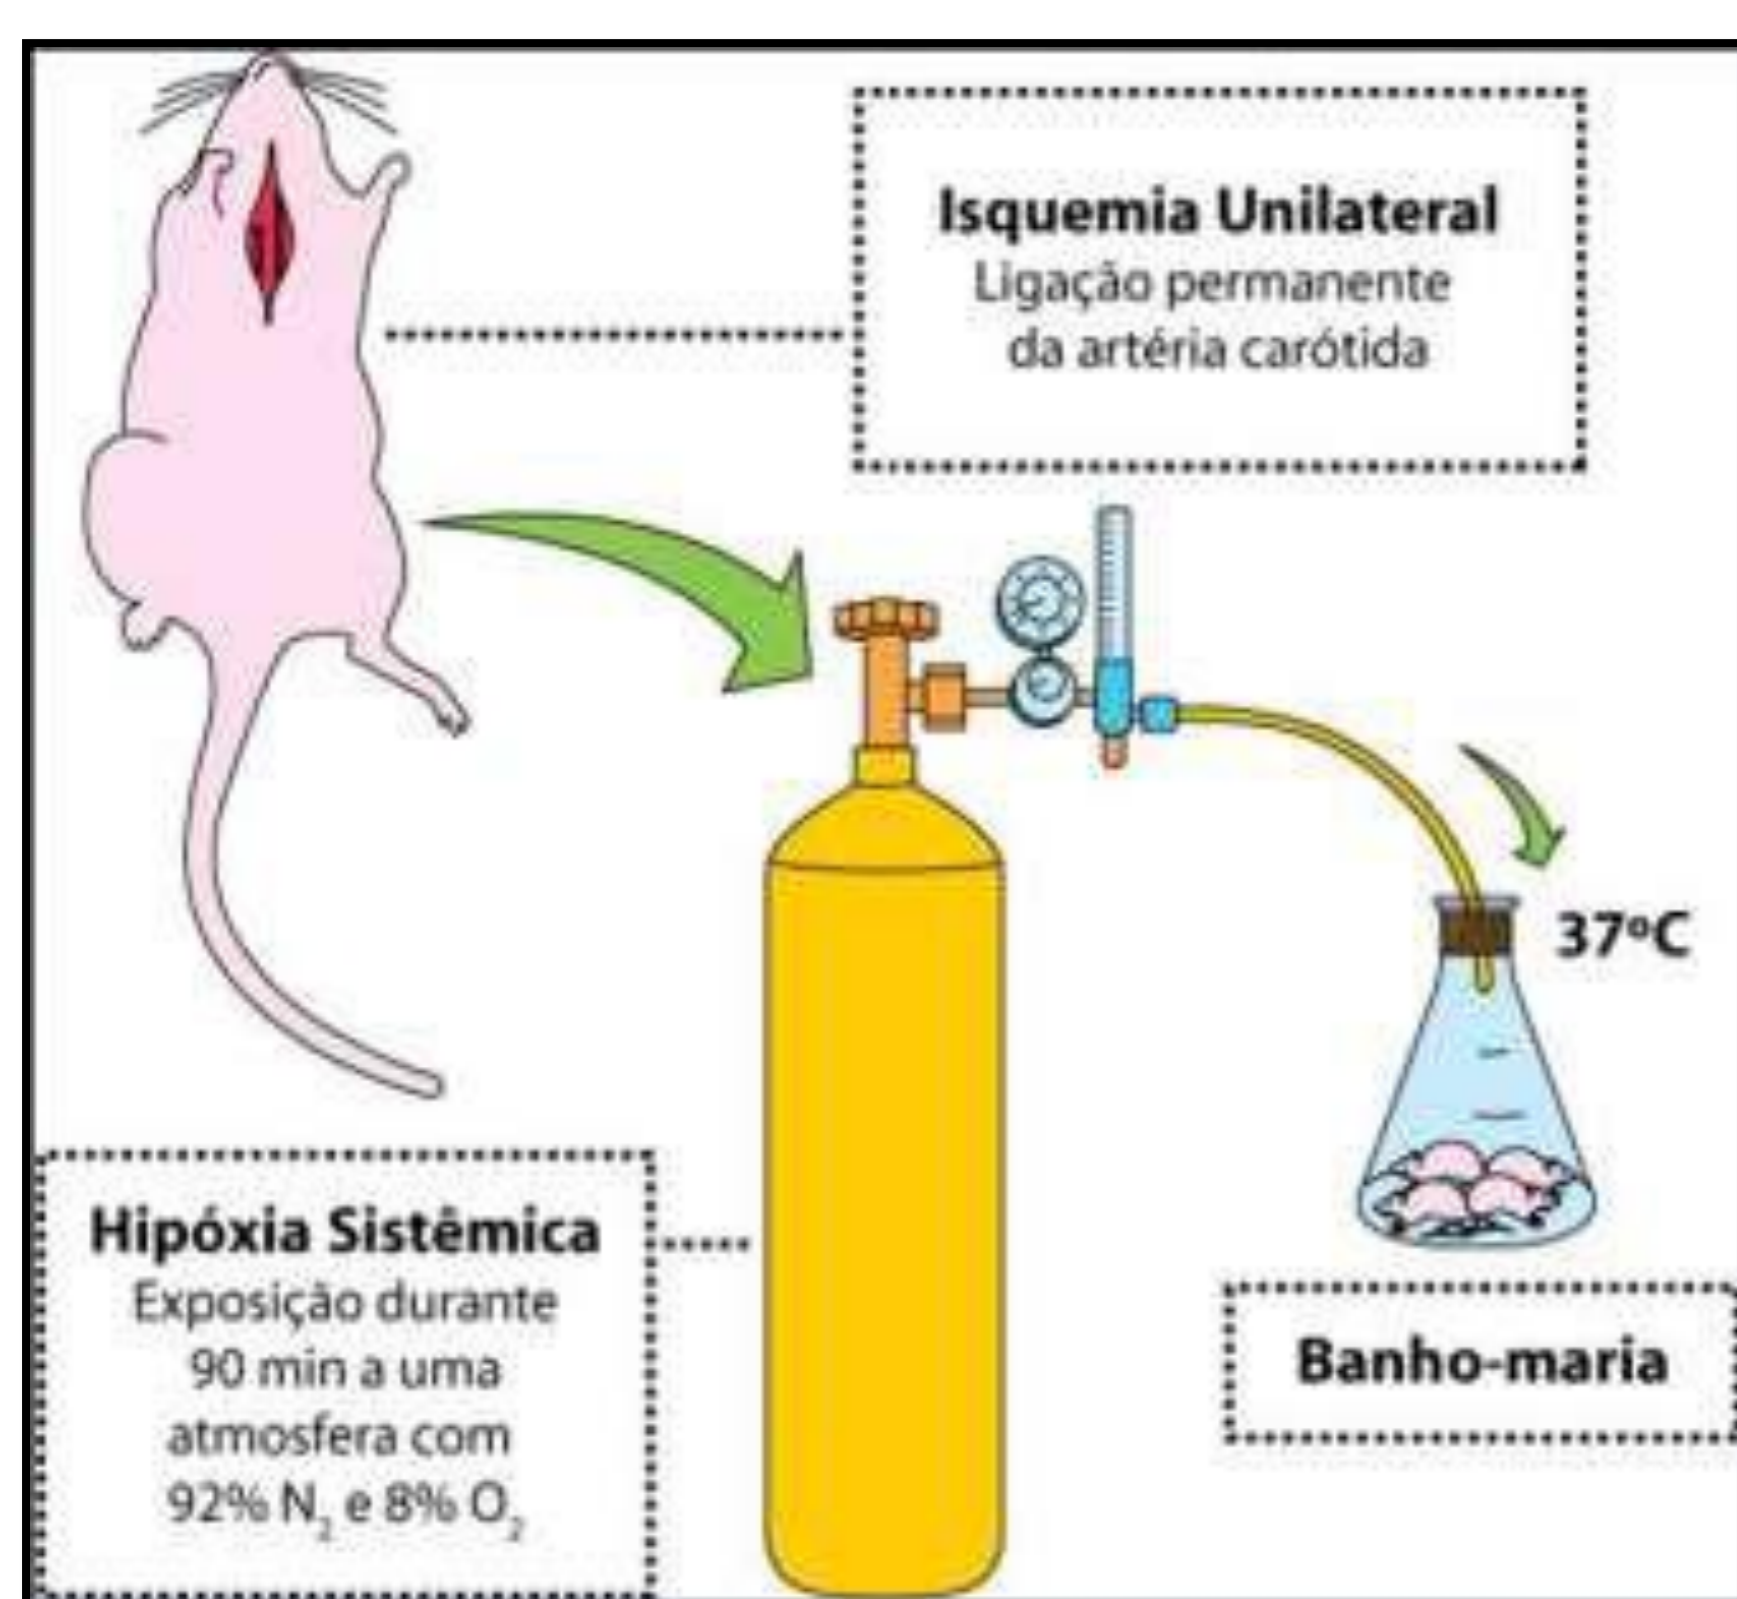 Isquemia Unilateral
Ligação permanente
da artéria carótida
37ºC
Hipóxia Sistêmica
Exposição durante
90 min a uma
atmosfera com
92% N₂ e 8% O₂
Banho-maria